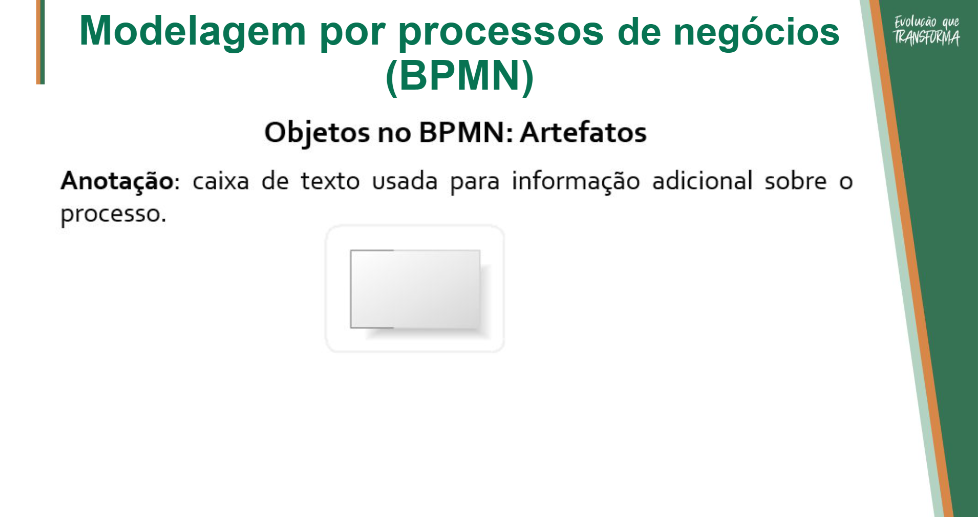 Modelagem por processos de negócios
(BPMN)
Evolução que
TRANSFORMA
Objetos no BPMN: Artefatos
Anotação: caixa de texto usada para informação adicional sobre o
processo.